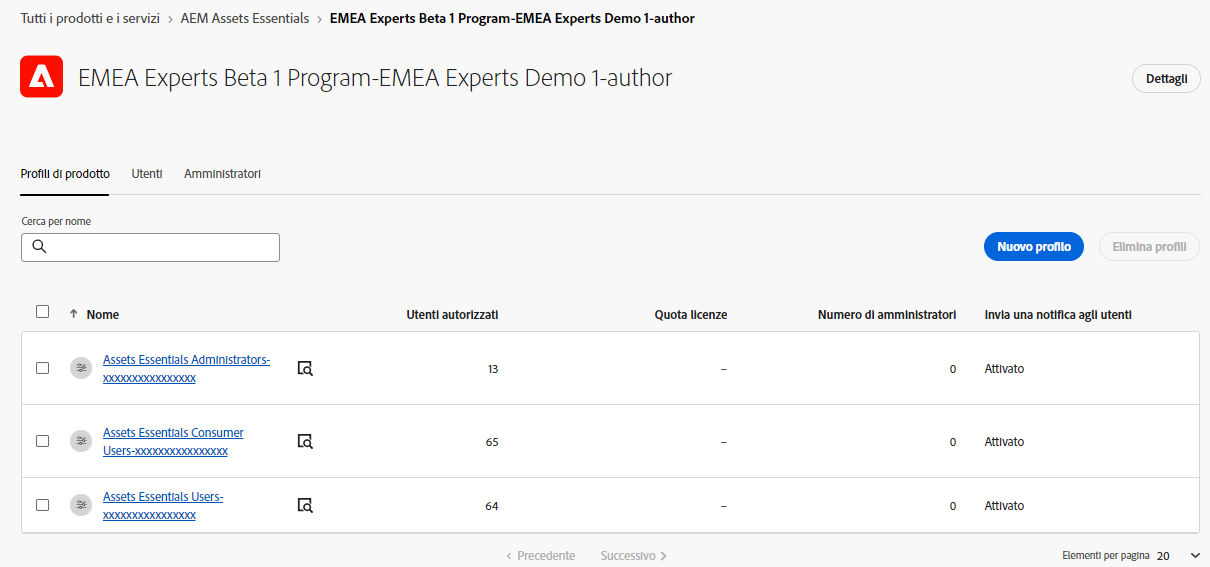 Tutti i prodotti e i servizi > AEM Assets Essentials > EMEA Experts Beta 1 Program-EMEA Experts Demo 1-author
EMEA Experts Beta 1 Program-EMEA Experts Demo 1-author
Dettagli
Profili di prodotto Utenti Amministratori
Cerca per nome
Nuovo profilo Elimina profili
Nome Utenti autorizzati Quota licenze Numero di amministratori Invia una notifica agli utenti
Assets Essentials Administrators-
xxxxxxxxxxxxxxxx
13 – 0 Attivato
Assets Essentials Consumer
Users-xxxxxxxxxxxxxxxx
65 – 0 Attivato
Assets Essentials Users-
xxxxxxxxxxxxxxxx
64 – 0 Attivato
< Precedente Successivo > Elementi per pagina 20